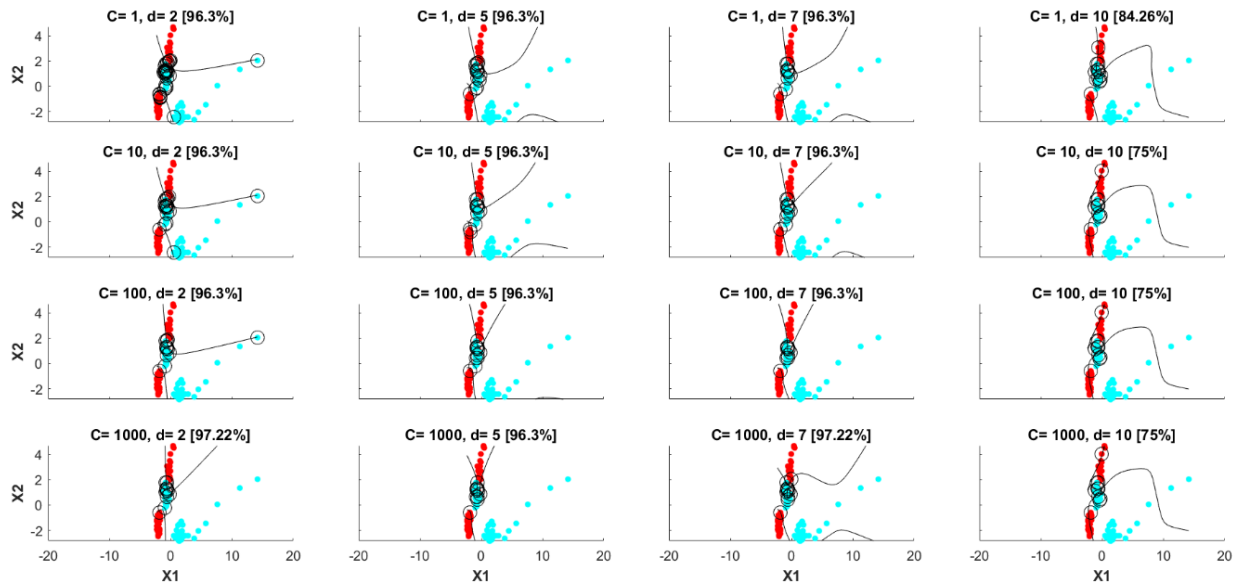 C= 1, d= 2 [96.3%] C= 1, d= 5 [96.3%] C= 1, d= 7 [96.3%] C= 1, d= 10 [84.26%]
4
2
0
-2
X2
C= 10, d= 2 [96.3%] C= 10, d= 5 [96.3%] C= 10, d= 7 [96.3%] C= 10, d= 10 [75%]
4
2
0
-2
X2
C= 100, d= 2 [96.3%] C= 100, d= 5 [96.3%] C= 100, d= 7 [96.3%] C= 100, d= 10 [75%]
4
2
0
-2
X2
C= 1000, d= 2 [97.22%] C= 1000, d= 5 [96.3%] C= 1000, d= 7 [97.22%] C= 1000, d= 10 [75%]
4
2
0
-2
X2
-20 -10 0 10 20 -20 -10 0 10 20 -20 -10 0 10 20 -20 -10 0 10 20
X1 X1 X1 X1